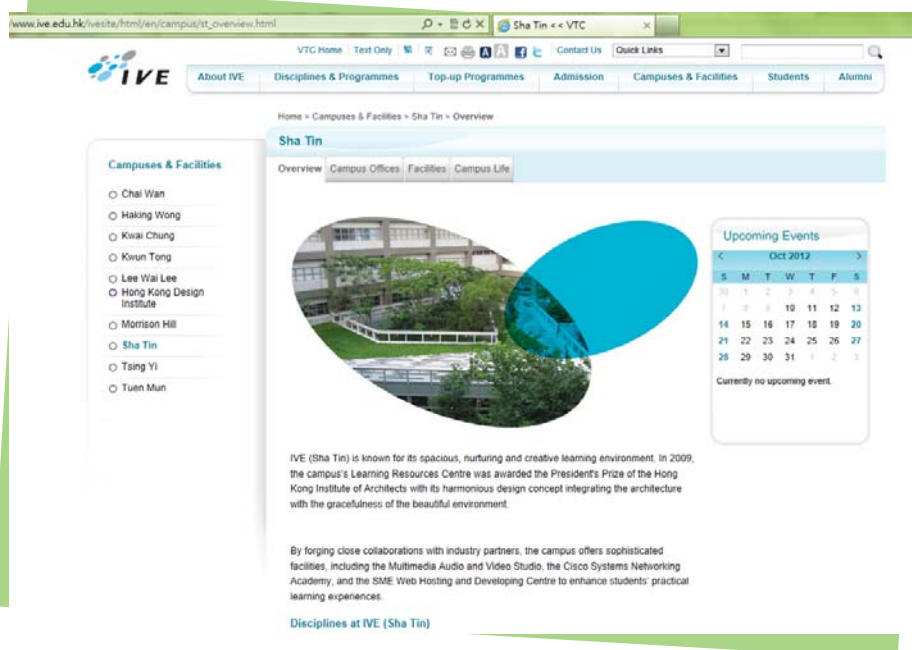 www.ive.edu.hk/ivesite/html/en/campus/st_overview.html
Sha Tin << VTC
VTC Home Text Only 繁 简 A A Contact Us Quick Links
IVE
About IVE Disciplines & Programmes Top-up Programmes Admission Campuses & Facilities Students Alumni
Home > Campuses & Facilities > Sha Tin > Overview
Sha Tin
Overview Campus Offices Facilities Campus Life
Campuses & Facilities
Chai Wan
Haking Wong
Kwai Chung
Kwun Tong
Lee Wai Lee
Hong Kong Design
Institute
Morrison Hill
Sha Tin
Tsing Yi
Tuen Mun
Upcoming Events
< Oct 2012 >
S M T W T F S
30 1 2 3 4 5 6
7 8 9 10 11 12 13
14 15 16 17 18 19 20
21 22 23 24 25 26 27
28 29 30 31 1 2 3
Currently no upcoming event.
IVE (Sha Tin) is known for its spacious, nurturing and creative learning environment. In 2009,
the campus's Learning Resources Centre was awarded the President's Prize of the Hong
Kong Institute of Architects with its harmonious design concept integrating the architecture
with the gracefulness of the beautiful environment.
By forging close collaborations with industry partners, the campus offers sophisticated
facilities, including the Multimedia Audio and Video Studio, the Cisco Systems Networking
Academy, and the SME Web Hosting and Developing Centre to enhance students' practical
learning experiences.
Disciplines at IVE (Sha Tin)